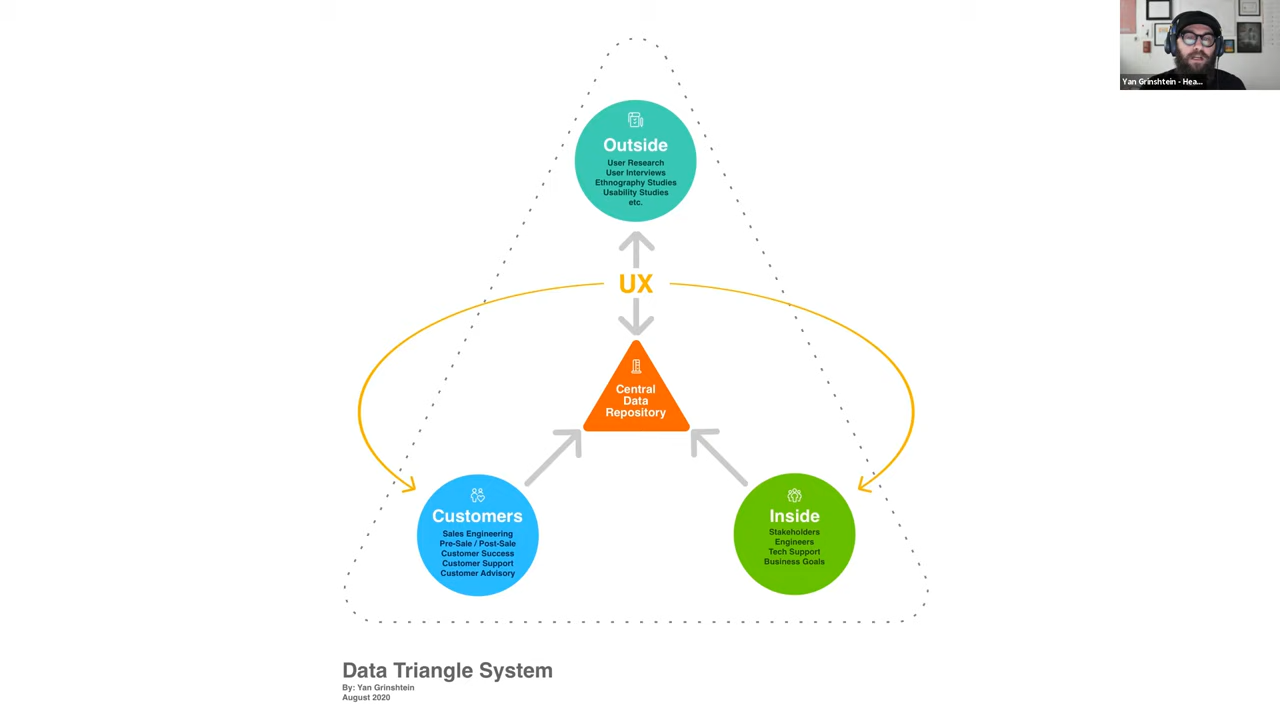 Yan Grinshtein - Hea...
Outside
User Research
User Interviews
Ethnography Studies
Usability Studies
etc.
UX
Central
Data
Repository
Customers
Sales Engineering
Pre-Sale / Post-Sale
Customer Success
Customer Support
Customer Advisory
Inside
Stakeholders
Engineers
Tech Support
Business Goals
Data Triangle System
By: Yan Grinshtein
August 2020